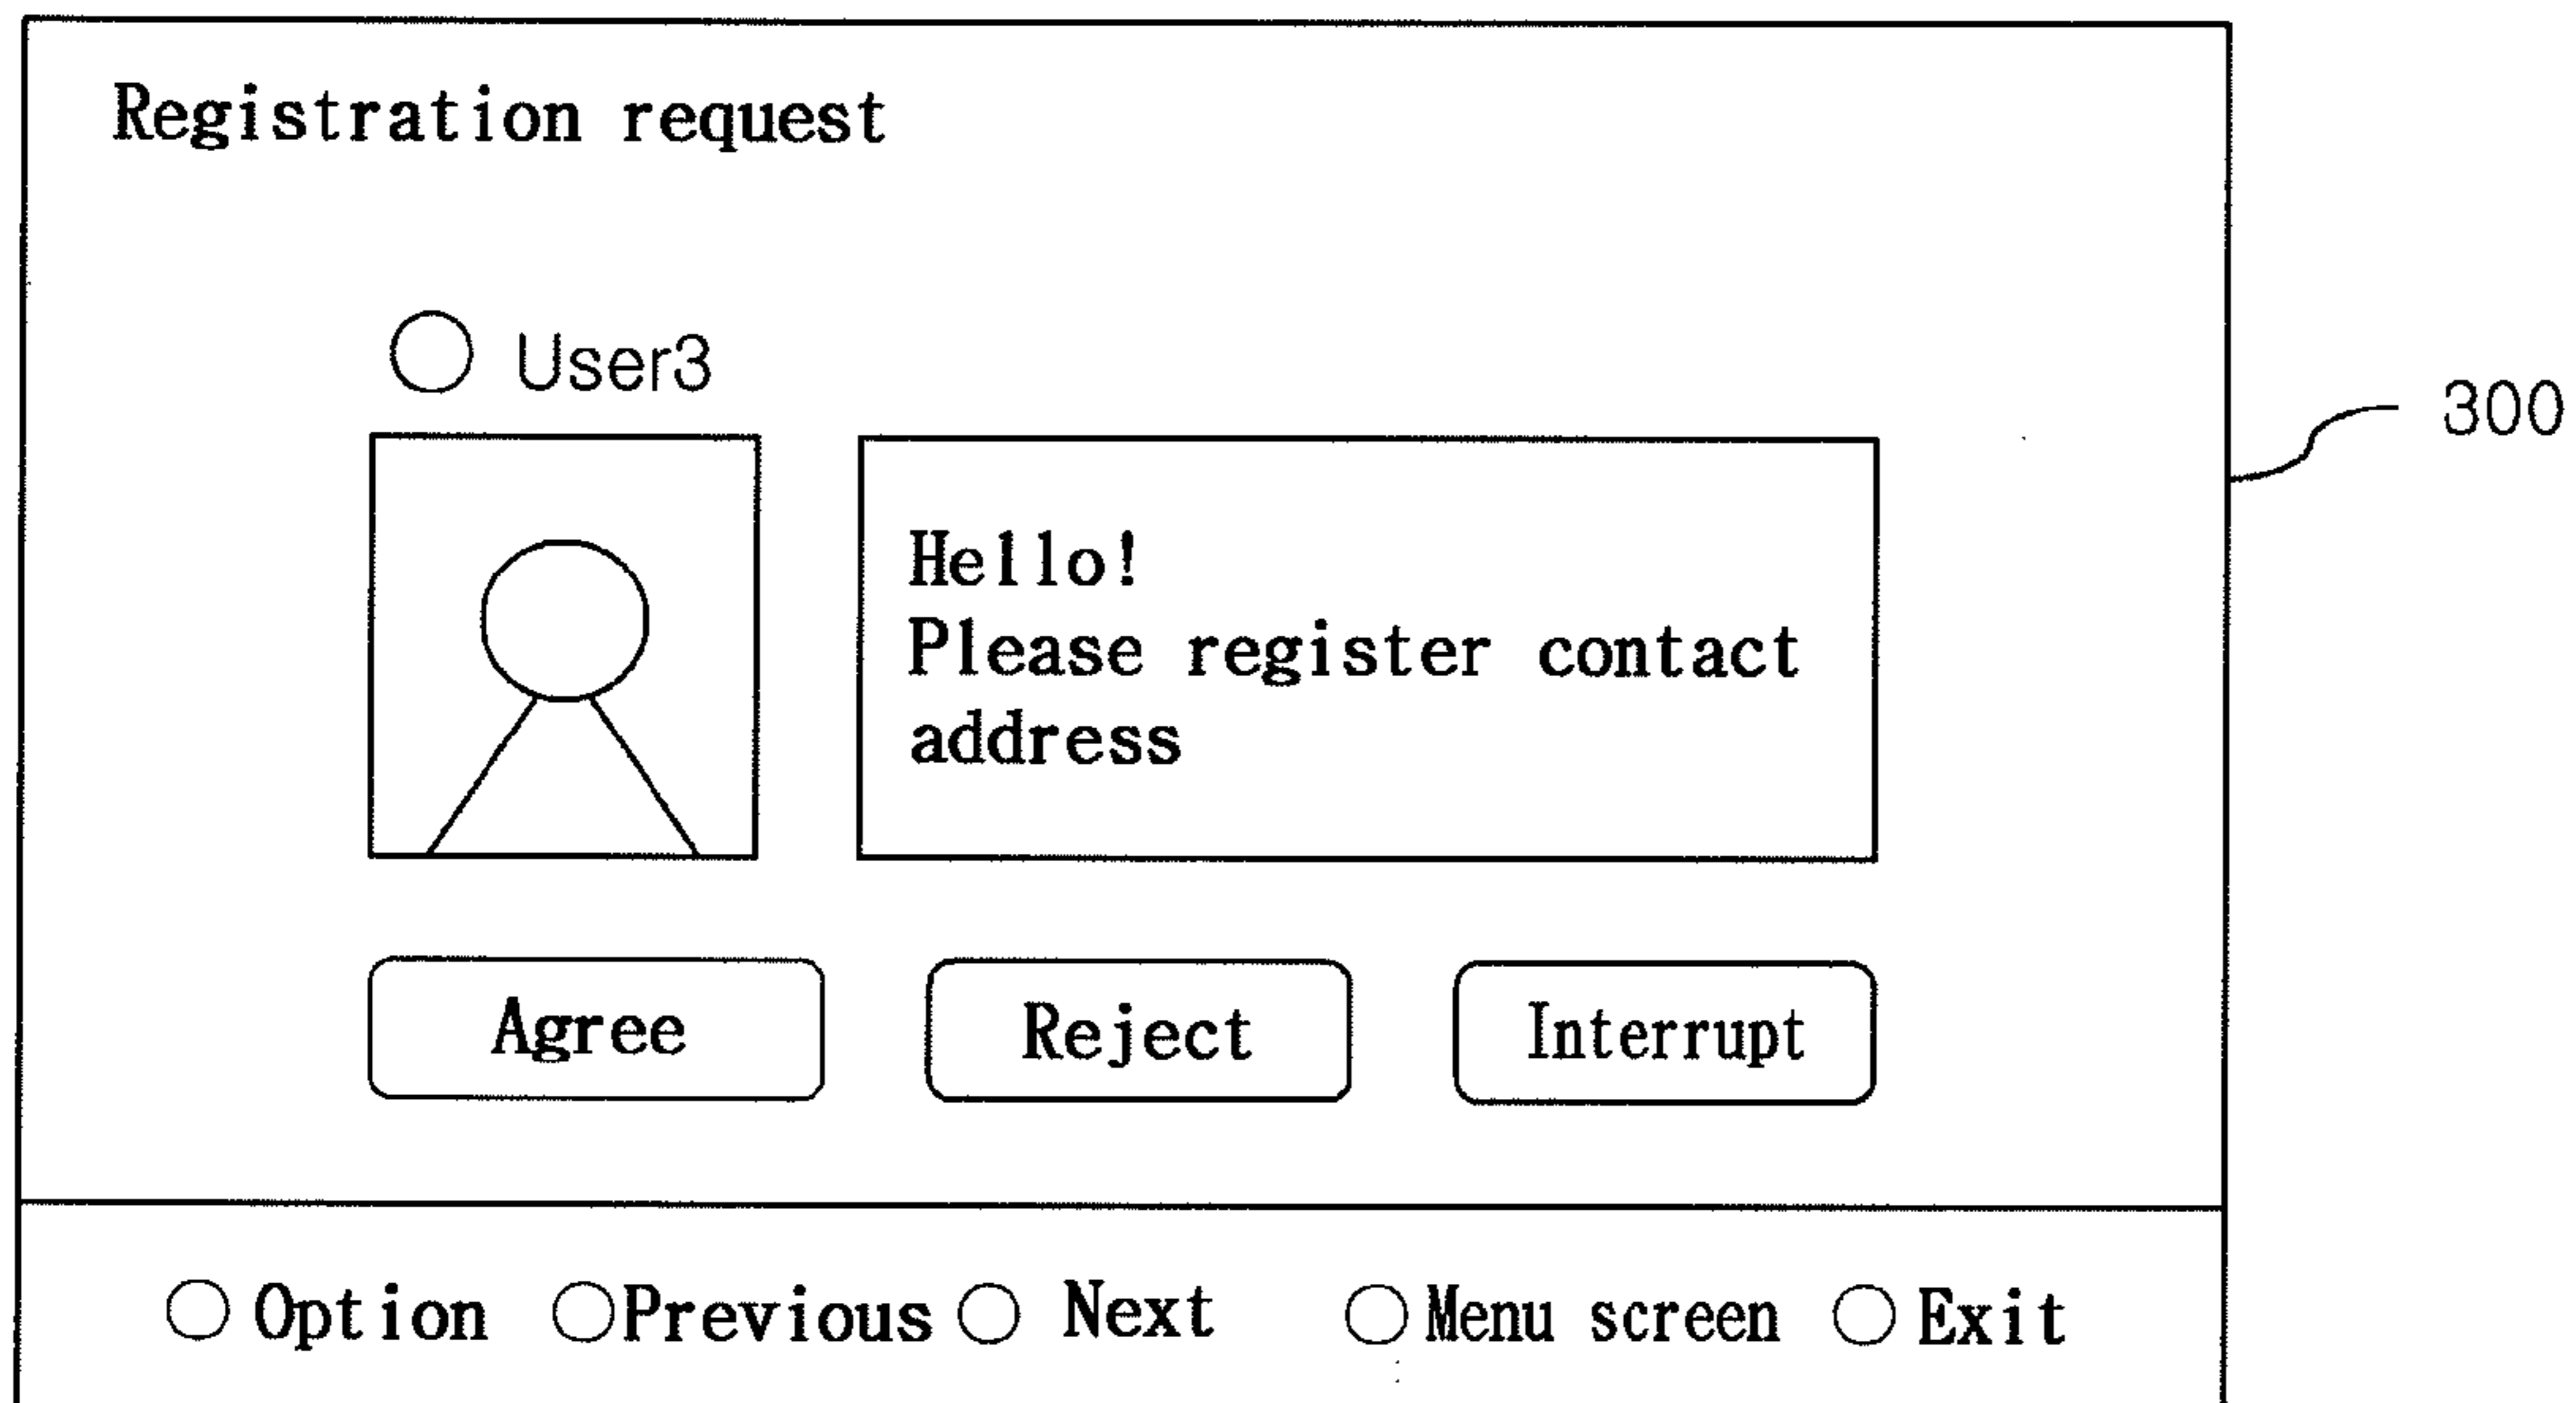 Registration request
User3
300
Hello!
Please register contact
address
Agree Reject Interrupt
Option Previous Next Menu screen Exit